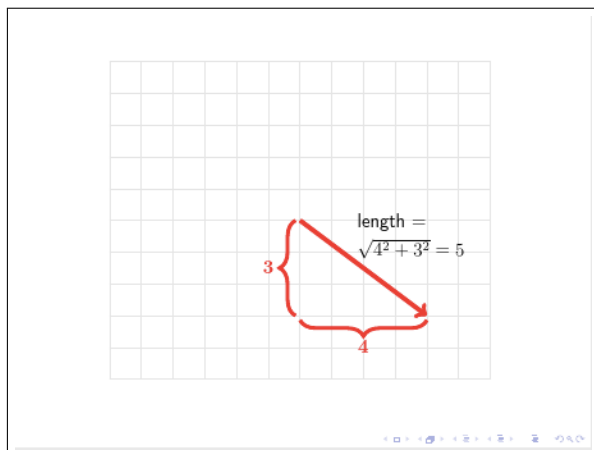 length =
√4² + 3² = 5
3
4